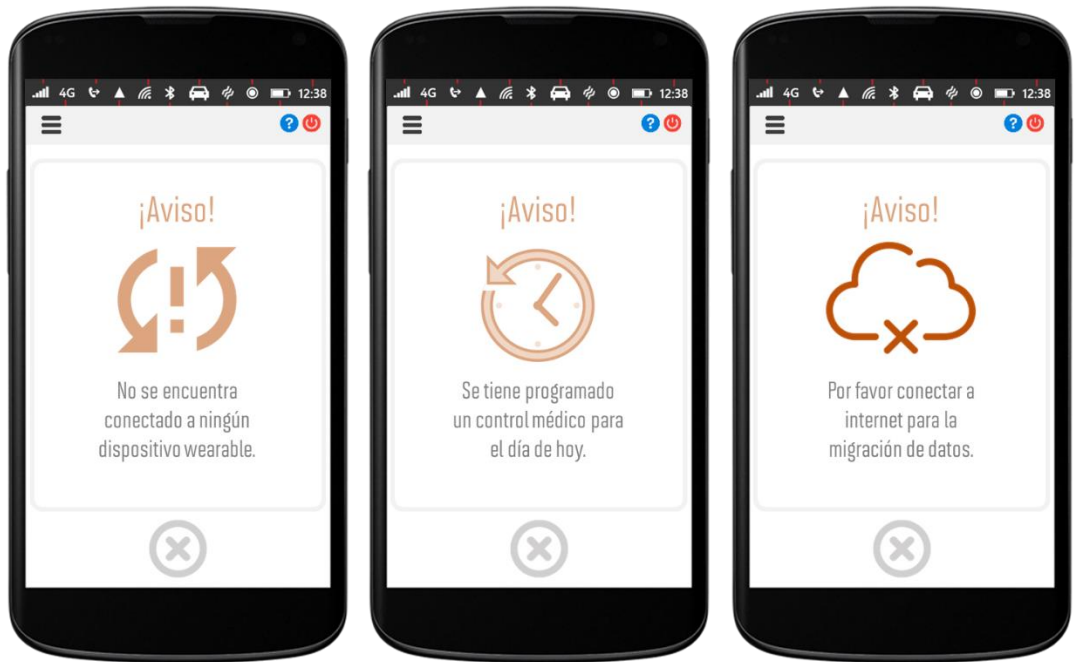 4G 12:38
?
¡Aviso!
No se encuentra
conectado a ningún
dispositivo wearable.
4G 12:38
?
¡Aviso!
Se tiene programado
un control médico para
el día de hoy.
4G 12:38
?
¡Aviso!
Por favor conectar a
internet para la
migración de datos.